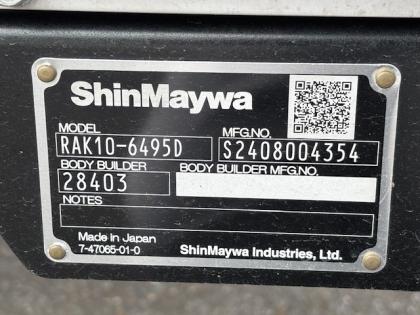 ShinMaywa
MODEL MFG.NO.
RAK10-6495D S2408004354
BODY BUILDER BODY BUILDER MFG.NO.
28403
NOTES
Made in Japan
7-47065-01-0 ShinMaywa Industries, Ltd.